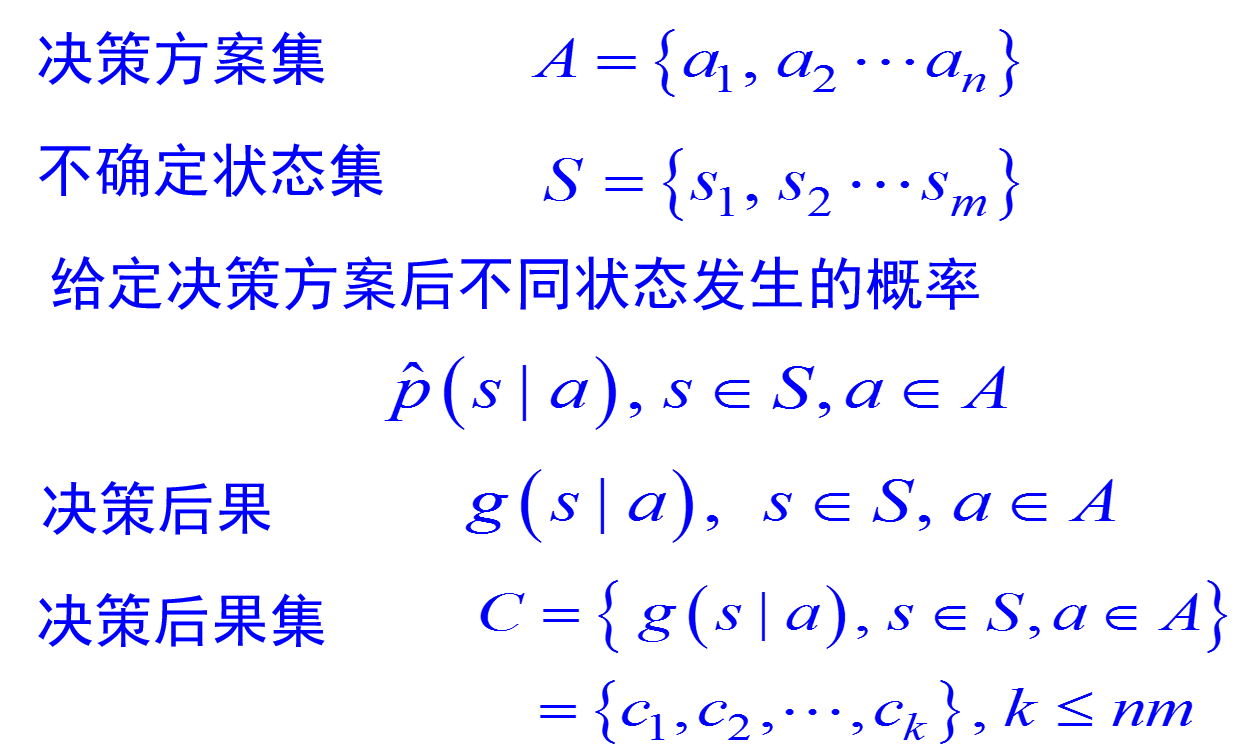 决策方案集 A = {a₁, a₂ ⋯ aₙ}
不确定状态集 S = {s₁, s₂ ⋯ sₘ}
给定决策方案后不同状态发生的概率
p̂(s | a), s ∈ S, a ∈ A
决策后果 g(s | a), s ∈ S, a ∈ A
决策后果集 C = { g(s | a), s ∈ S, a ∈ A}
= {c₁, c₂, ⋯, cₖ}, k ≤ nm